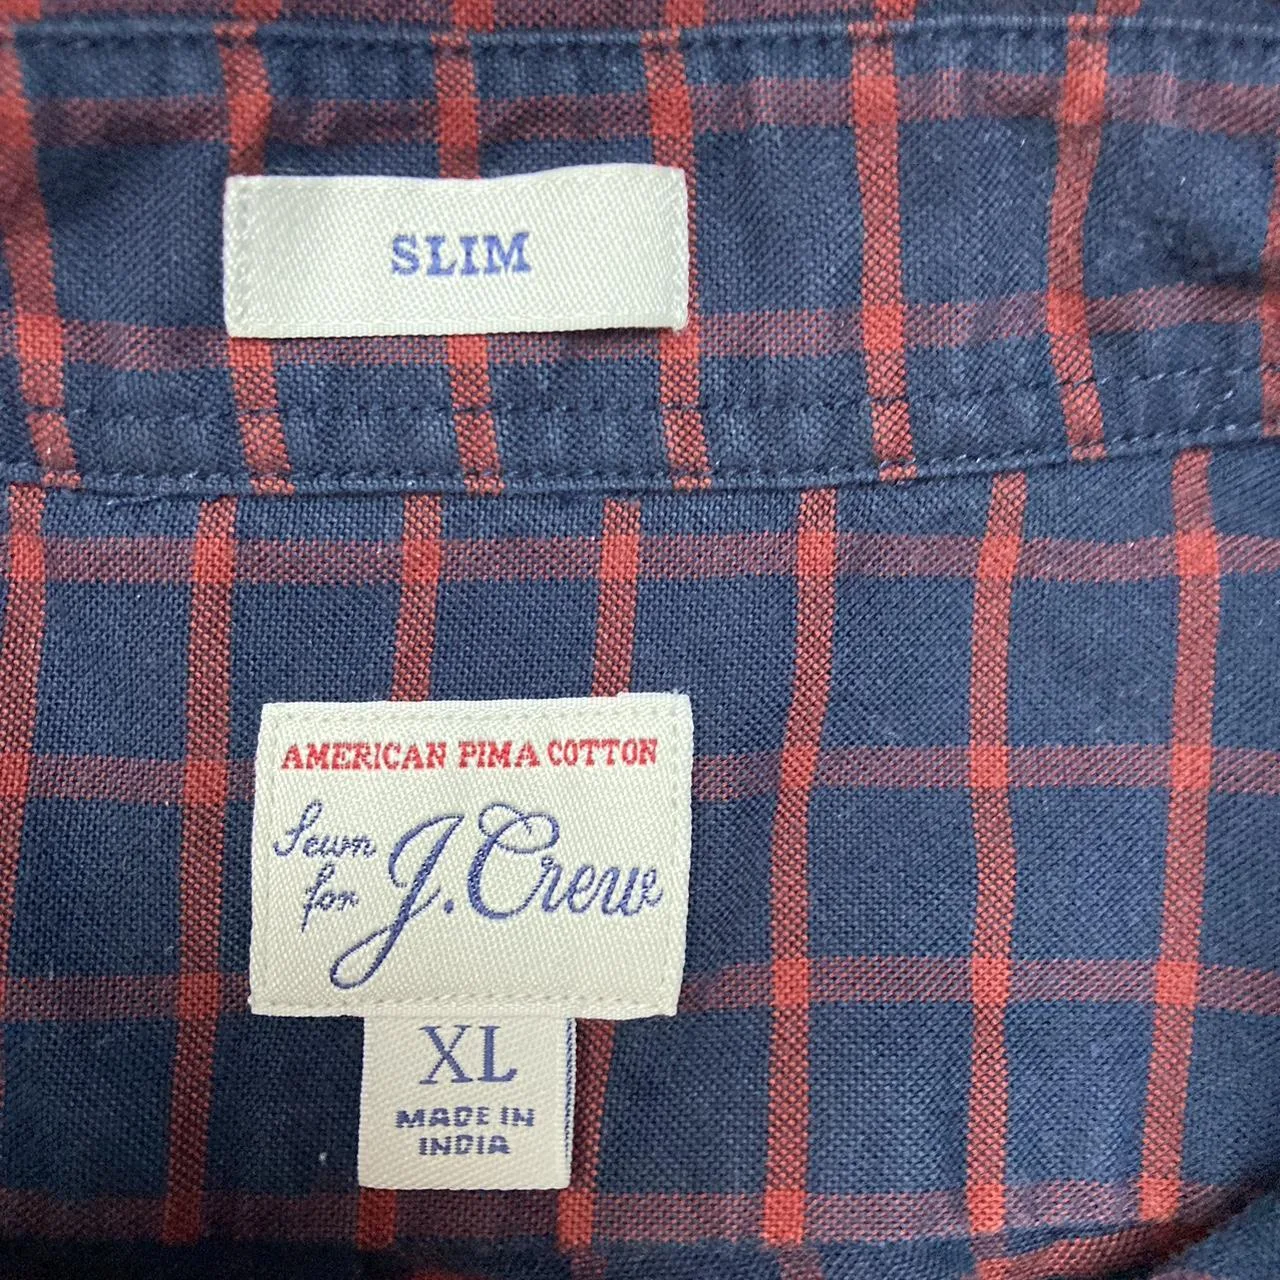 SLIM
AMERICAN PIMA COTTON
Sewn
for J.Crew
XL
MADE IN
INDIA